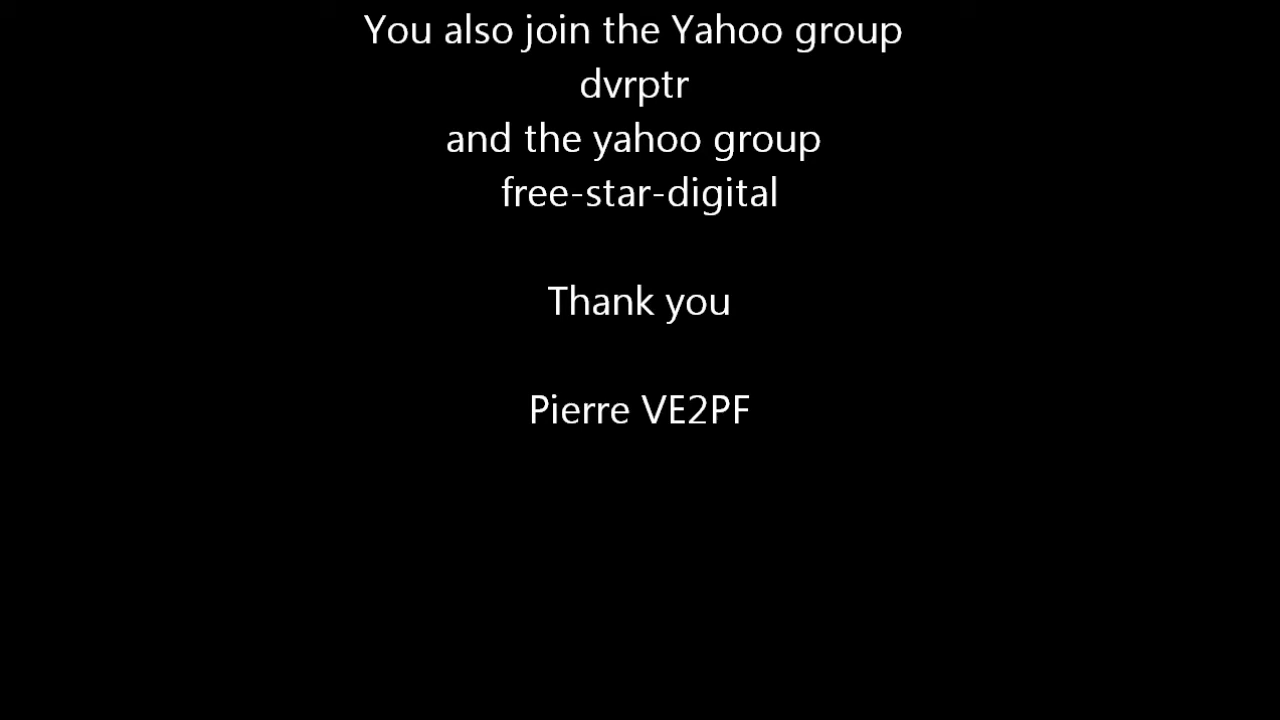 You also join the Yahoo group
dvrptr
and the yahoo group
free-star-digital
Thank you
Pierre VE2PF